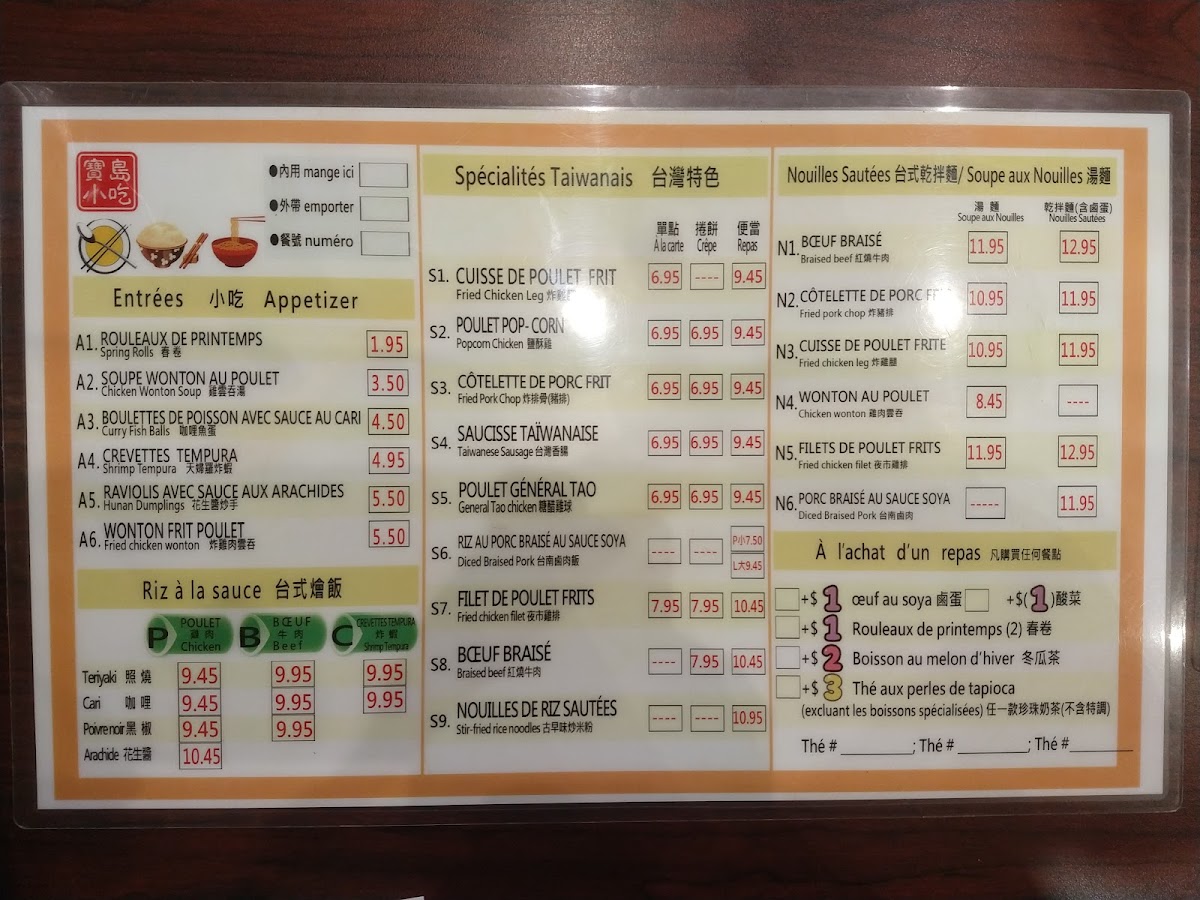 寶島
小吃
●內用 mange ici
●外帶 emporter
●餐號 numéro
Entrées 小吃 Appetizer
A1. ROULEAUX DE PRINTEMPS 1.95
Spring Rolls 春卷
A2. SOUPE WONTON AU POULET 3.50
Chicken Wonton Soup 雞雲吞湯
A3. BOULETTES DE POISSON AVEC SAUCE AU CARI 4.50
Curry Fish Balls 咖哩魚蛋
A4. CREVETTES TEMPURA 4.95
Shrimp Tempura 天婦羅炸蝦
A5. RAVIOLIS AVEC SAUCE AUX ARACHIDES 5.50
Hunan Dumplings 花生醬炒手
A6. WONTON FRIT POULET 5.50
Fried chicken wonton 炸雞肉雲吞
Riz à la sauce 台式燴飯
P POULET 雞肉 Chicken
B BŒUF 牛肉 Beef
C CREVETTES TEMPURA 炸蝦 Shrimp Tempura
Teriyaki 照燒 9.45 9.95 9.95
Cari 咖哩 9.45 9.95 9.95
Poivre noir 黑椒 9.45 9.95
Arachide 花生醬 10.45
Spécialités Taiwanais 台灣特色
單點 捲餅 便當
À la carte Crêpe Repas
S1. CUISSE DE POULET FRIT 6.95 ---- 9.45
Fried Chicken Leg 炸雞
S2. POULET POP-CORN 6.95 6.95 9.45
Popcorn Chicken 鹽酥雞
S3. CÔTELETTE DE PORC FRIT 6.95 6.95 9.45
Fried Pork Chop 炸排骨(豬排)
S4. SAUCISSE TAÏWANAISE 6.95 6.95 9.45
Taiwanese Sausage 台灣香腸
S5. POULET GÉNÉRAL TAO 6.95 6.95 9.45
General Tao chicken 糖醋雞球
S6. RIZ AU PORC BRAISÉ AU SAUCE SOYA ---- ---- P小7.50
Diced Braised Pork 台南鹵肉飯 L大9.45
S7. FILET DE POULET FRITS 7.95 7.95 10.45
Fried chicken filet 夜市雞排
S8. BŒUF BRAISÉ ---- 7.95 10.45
Braised beef 紅燒牛肉
S9. NOUILLES DE RIZ SAUTÉES ---- ---- 10.95
Stir-fried rice noodles 古早味炒米粉
Nouilles Sautées 台式乾拌麵/ Soupe aux Nouilles 湯麵
湯 麵 乾拌麵(含鹵蛋)
Soupe aux Nouilles Nouilles Sautées
N1. BŒUF BRAISÉ 11.95 12.95
Braised beef 紅燒牛肉
N2. CÔTELETTE DE PORC 10.95 11.95
Fried pork chop 炸豬排
N3. CUISSE DE POULET FRITE 10.95 11.95
Fried chicken leg 炸雞腿
N4. WONTON AU POULET 8.45 ----
Chicken wonton 雞肉雲吞
N5. FILETS DE POULET FRITS 11.95 12.95
Fried chicken filet 夜市雞排
N6. PORC BRAISÉ AU SAUCE SOYA ----- 11.95
Diced Braised Pork 台南鹵肉
À l'achat d'un repas 凡購買任何餐點
+$ 1 œuf au soya 鹵蛋 +$(1)酸菜
+$ 1 Rouleaux de printemps (2) 春卷
+$ 2 Boisson au melon d'hiver 冬瓜茶
+$ 3 Thé aux perles de tapioca
(excluant les boissons spécialisées) 任一款珍珠奶茶(不含特調)
Thé # ________; Thé # ________; Thé #________